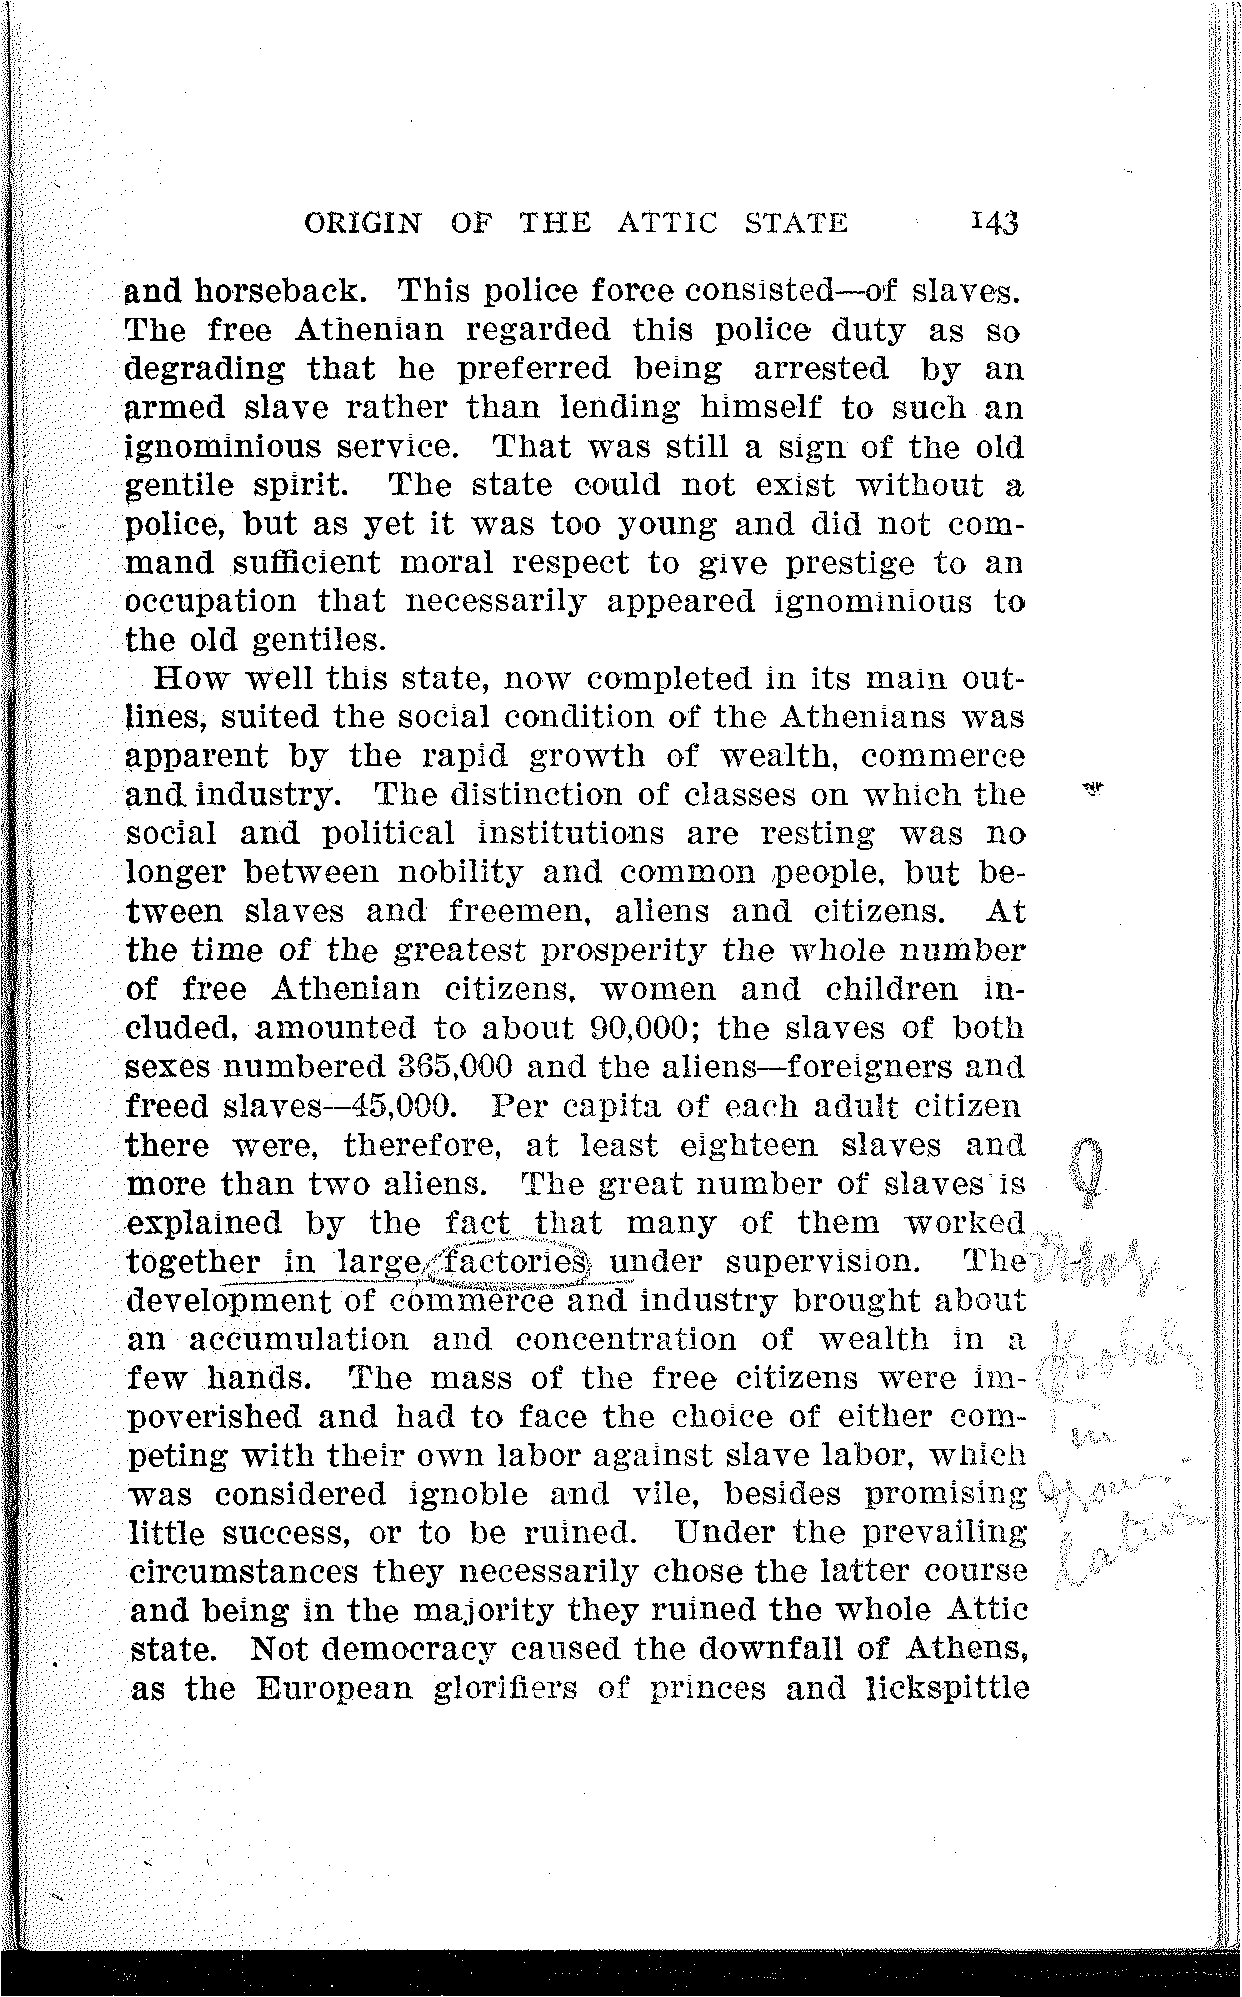 ORIGIN OF THE ATTIC STATE 143
and horseback. This police force consisted—of slaves.
The free Athenian regarded this police duty as so
degrading that he preferred being arrested by an
armed slave rather than lending himself to such an
ignominious service. That was still a sign of the old
gentile spirit. The state could not exist without a
police, but as yet it was too young and did not com-
mand sufficient moral respect to give prestige to an
occupation that necessarily appeared ignominious to
the old gentiles.
How well this state, now completed in its main out-
lines, suited the social condition of the Athenians was
apparent by the rapid growth of wealth, commerce
and industry. The distinction of classes on which the
social and political institutions are resting was no
longer between nobility and common people, but be-
tween slaves and freemen, aliens and citizens. At
the time of the greatest prosperity the whole number
of free Athenian citizens, women and children in-
cluded, amounted to about 90,000; the slaves of both
sexes numbered 365,000 and the aliens—foreigners and
freed slaves—45,000. Per capita of each adult citizen
there were, therefore, at least eighteen slaves and
more than two aliens. The great number of slaves is
explained by the fact that many of them worked
together in large factories under supervision. The
development of commerce and industry brought about
an accumulation and concentration of wealth in a
few hands. The mass of the free citizens were im-
poverished and had to face the choice of either com-
peting with their own labor against slave labor, which
was considered ignoble and vile, besides promising
little success, or to be ruined. Under the prevailing
circumstances they necessarily chose the latter course
and being in the majority they ruined the whole Attic
state. Not democracy caused the downfall of Athens,
as the European glorifiers of princes and lickspittle
in